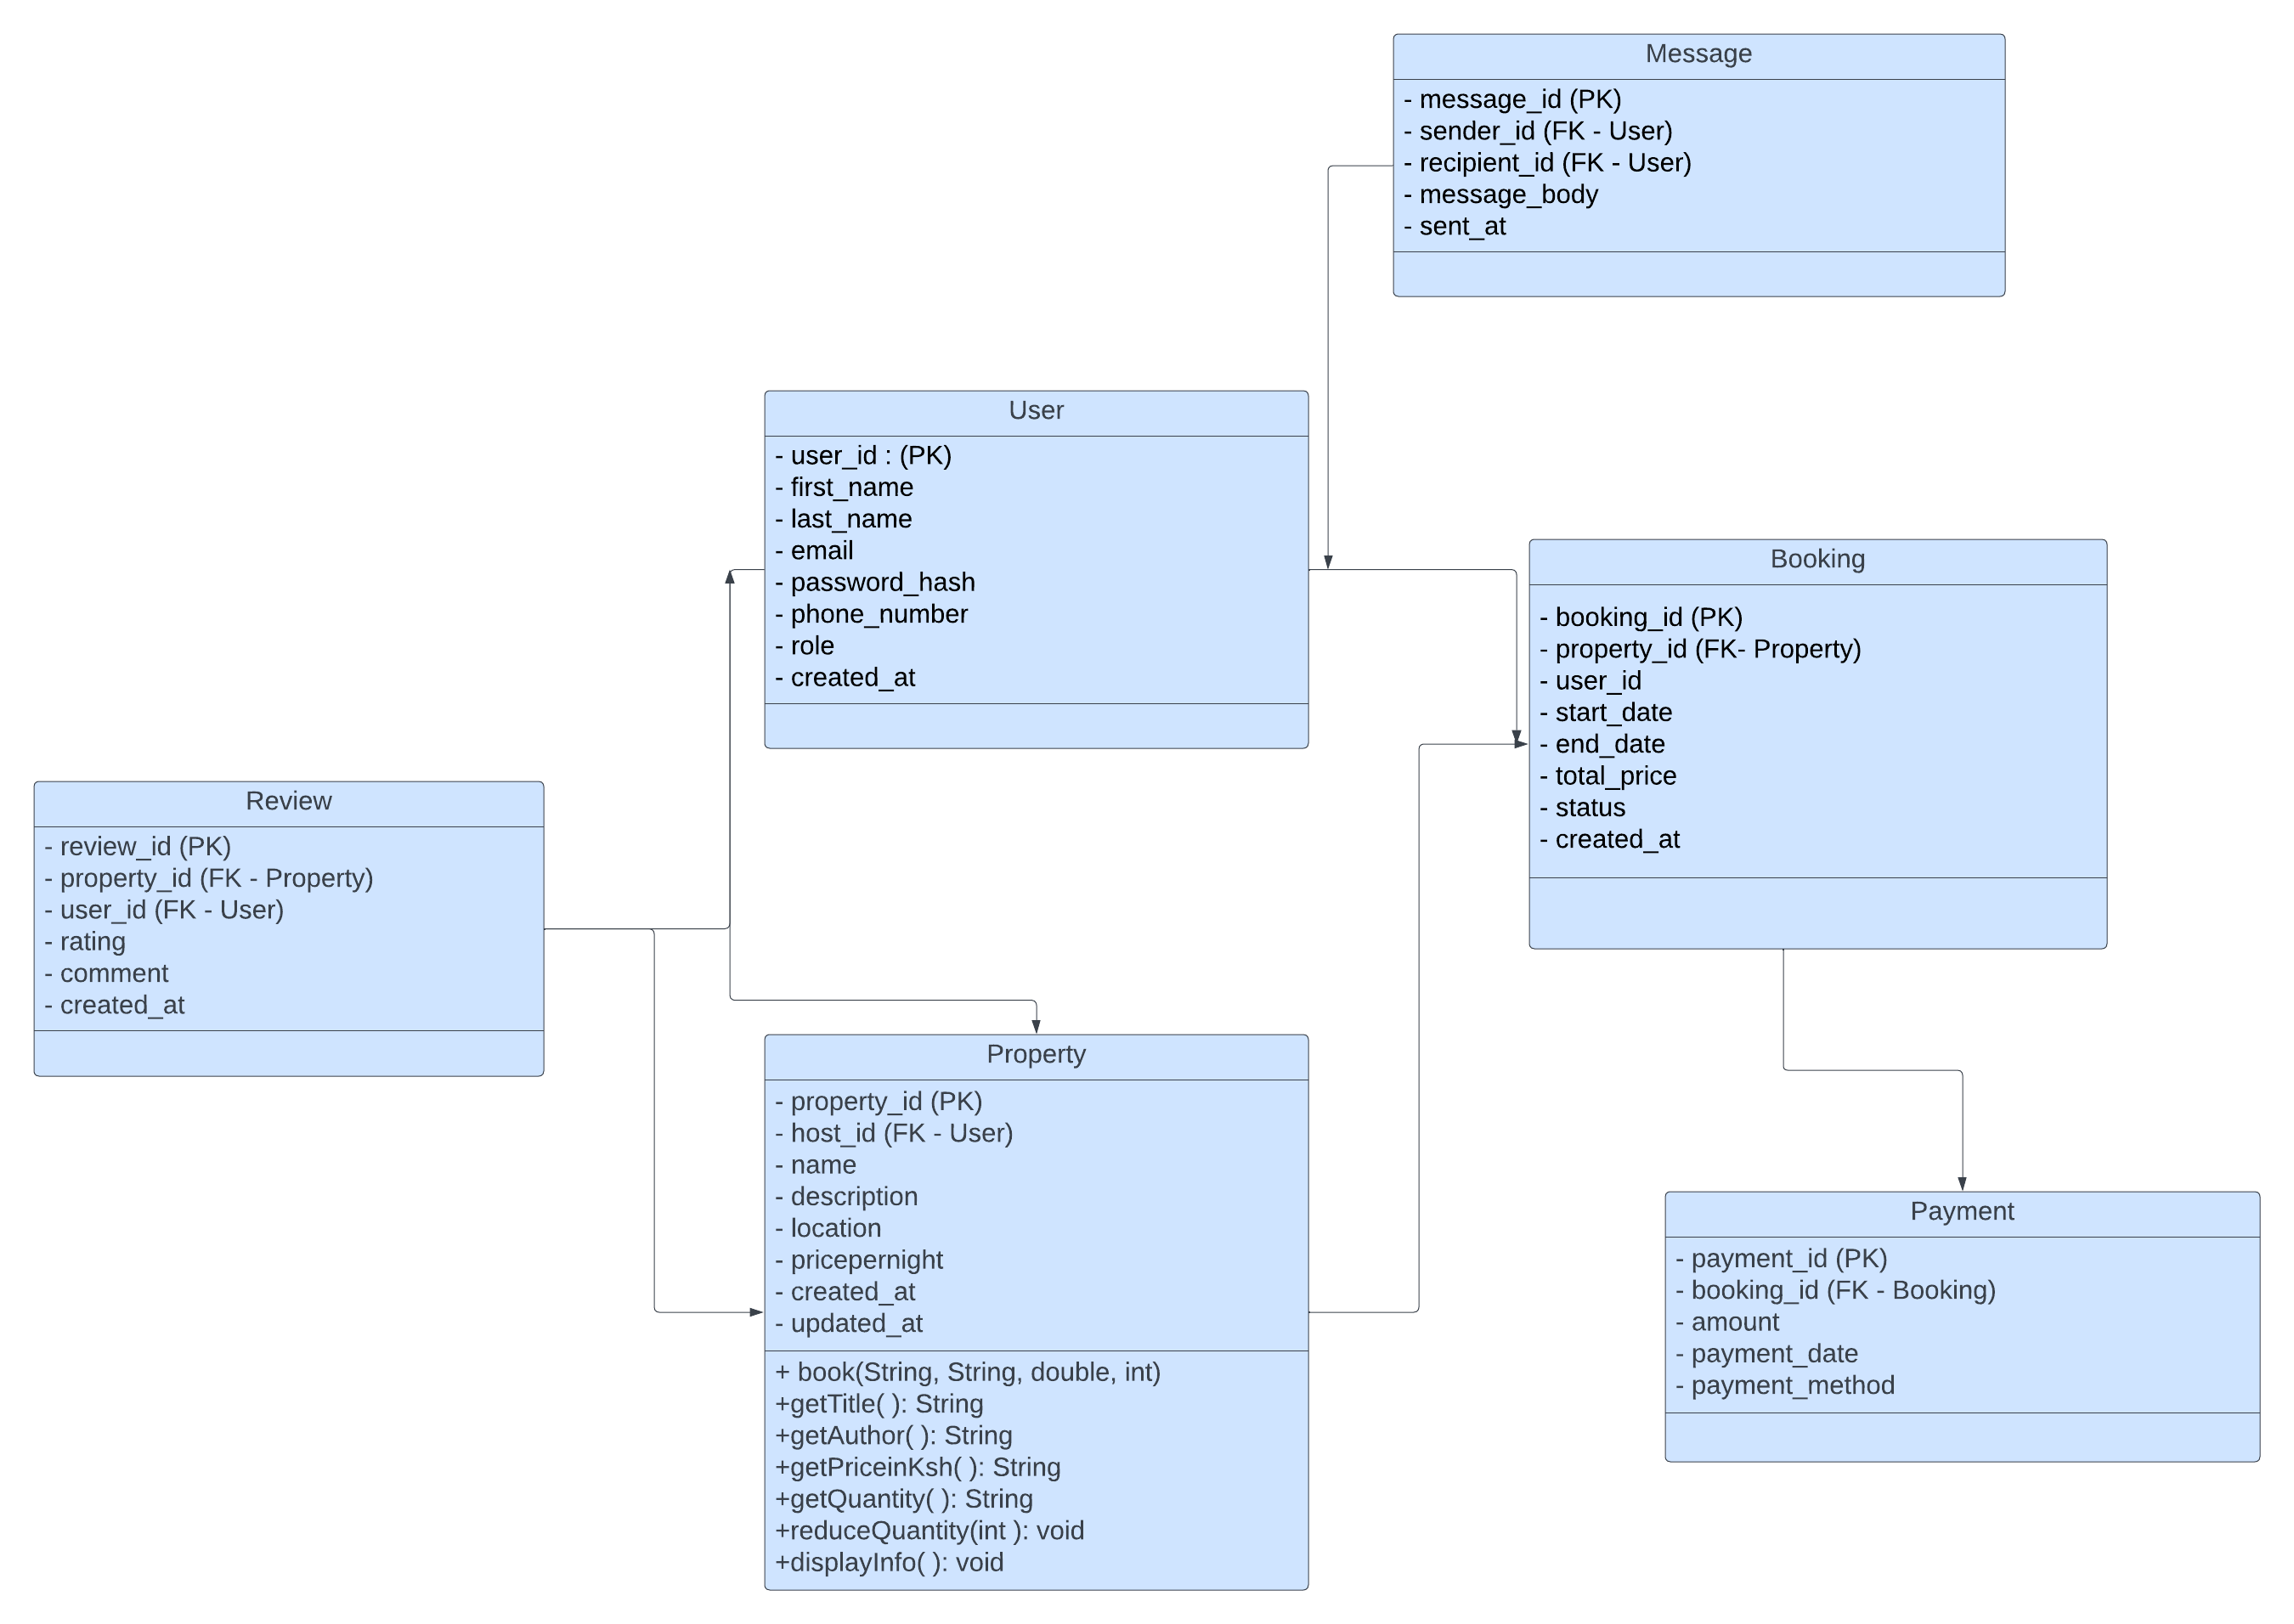 Message
- message_id (PK)
- sender_id (FK - User)
- recipient_id (FK - User)
- message_body
- sent_at
User
- user_id : (PK)
- first_name
- last_name
- email
- password_hash
- phone_number
- role
- created_at
Booking
- booking_id (PK)
- property_id (FK- Property)
- user_id
- start_date
- end_date
- total_price
- status
- created_at
Review
- review_id (PK)
- property_id (FK - Property)
- user_id (FK - User)
- rating
- comment
- created_at
Property
- property_id (PK)
- host_id (FK - User)
- name
- description
- location
- pricepernight
- created_at
- updated_at
+ book(String, String, double, int)
+getTitle( ): String
+getAuthor( ): String
+getPriceinKsh( ): String
+getQuantity( ): String
+reduceQuantity(int ): void
+displayInfo( ): void
Payment
- payment_id (PK)
- booking_id (FK - Booking)
- amount
- payment_date
- payment_method